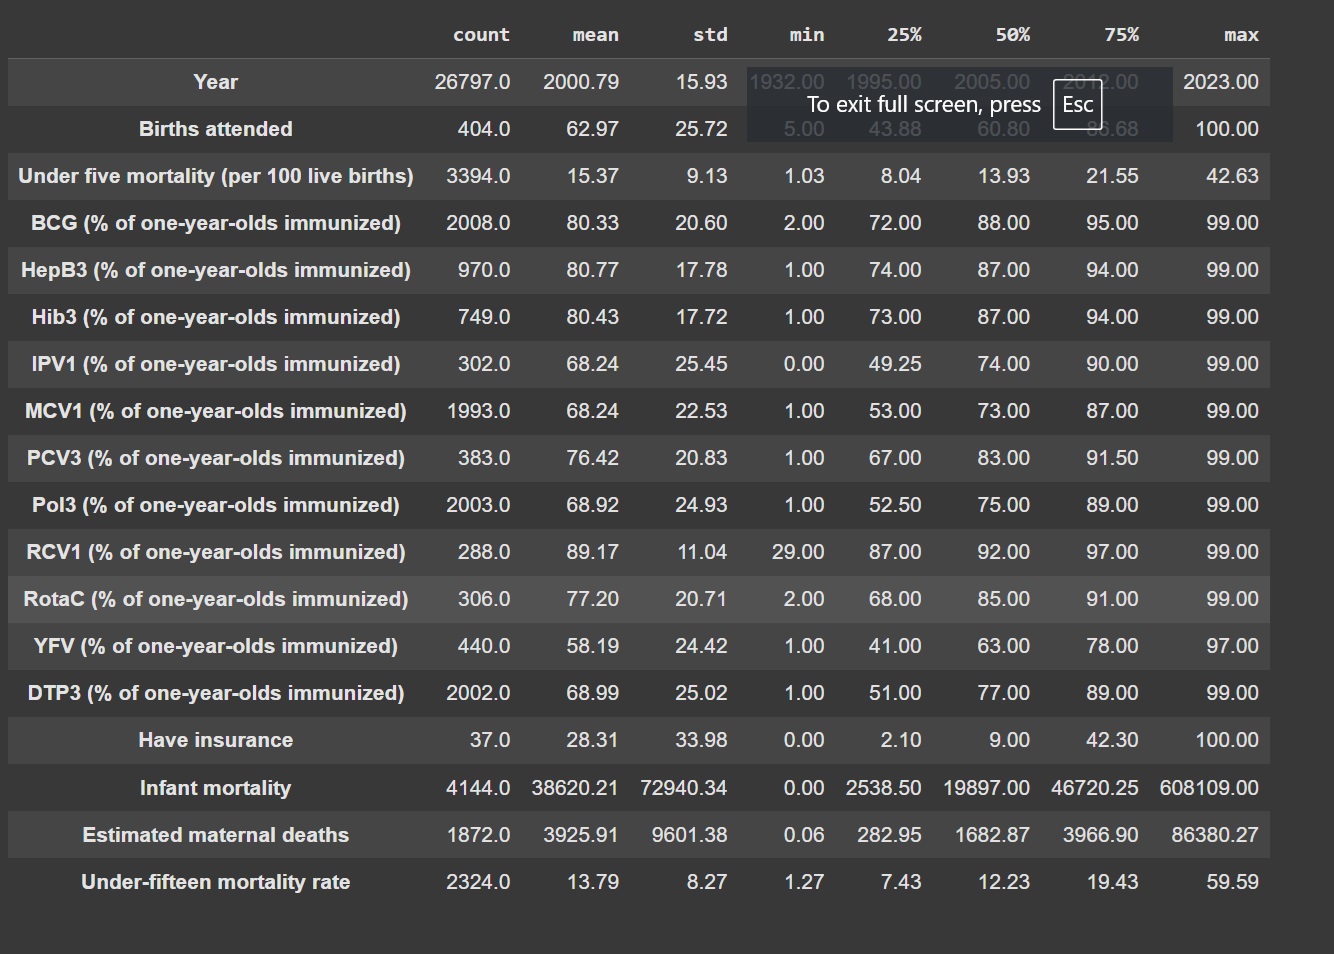 count mean std min 25% 50% 75% max
Year 26797.0 2000.79 15.93 1932.00 1995.00 2005.00 2012.00 2023.00
To exit full screen, press Esc
Births attended 404.0 62.97 25.72 5.00 43.88 60.80 86.68 100.00
Under five mortality (per 100 live births) 3394.0 15.37 9.13 1.03 8.04 13.93 21.55 42.63
BCG (% of one-year-olds immunized) 2008.0 80.33 20.60 2.00 72.00 88.00 95.00 99.00
HepB3 (% of one-year-olds immunized) 970.0 80.77 17.78 1.00 74.00 87.00 94.00 99.00
Hib3 (% of one-year-olds immunized) 749.0 80.43 17.72 1.00 73.00 87.00 94.00 99.00
IPV1 (% of one-year-olds immunized) 302.0 68.24 25.45 0.00 49.25 74.00 90.00 99.00
MCV1 (% of one-year-olds immunized) 1993.0 68.24 22.53 1.00 53.00 73.00 87.00 99.00
PCV3 (% of one-year-olds immunized) 383.0 76.42 20.83 1.00 67.00 83.00 91.50 99.00
Pol3 (% of one-year-olds immunized) 2003.0 68.92 24.93 1.00 52.50 75.00 89.00 99.00
RCV1 (% of one-year-olds immunized) 288.0 89.17 11.04 29.00 87.00 92.00 97.00 99.00
RotaC (% of one-year-olds immunized) 306.0 77.20 20.71 2.00 68.00 85.00 91.00 99.00
YFV (% of one-year-olds immunized) 440.0 58.19 24.42 1.00 41.00 63.00 78.00 97.00
DTP3 (% of one-year-olds immunized) 2002.0 68.99 25.02 1.00 51.00 77.00 89.00 99.00
Have insurance 37.0 28.31 33.98 0.00 2.10 9.00 42.30 100.00
Infant mortality 4144.0 38620.21 72940.34 0.00 2538.50 19897.00 46720.25 608109.00
Estimated maternal deaths 1872.0 3925.91 9601.38 0.06 282.95 1682.87 3966.90 86380.27
Under-fifteen mortality rate 2324.0 13.79 8.27 1.27 7.43 12.23 19.43 59.59